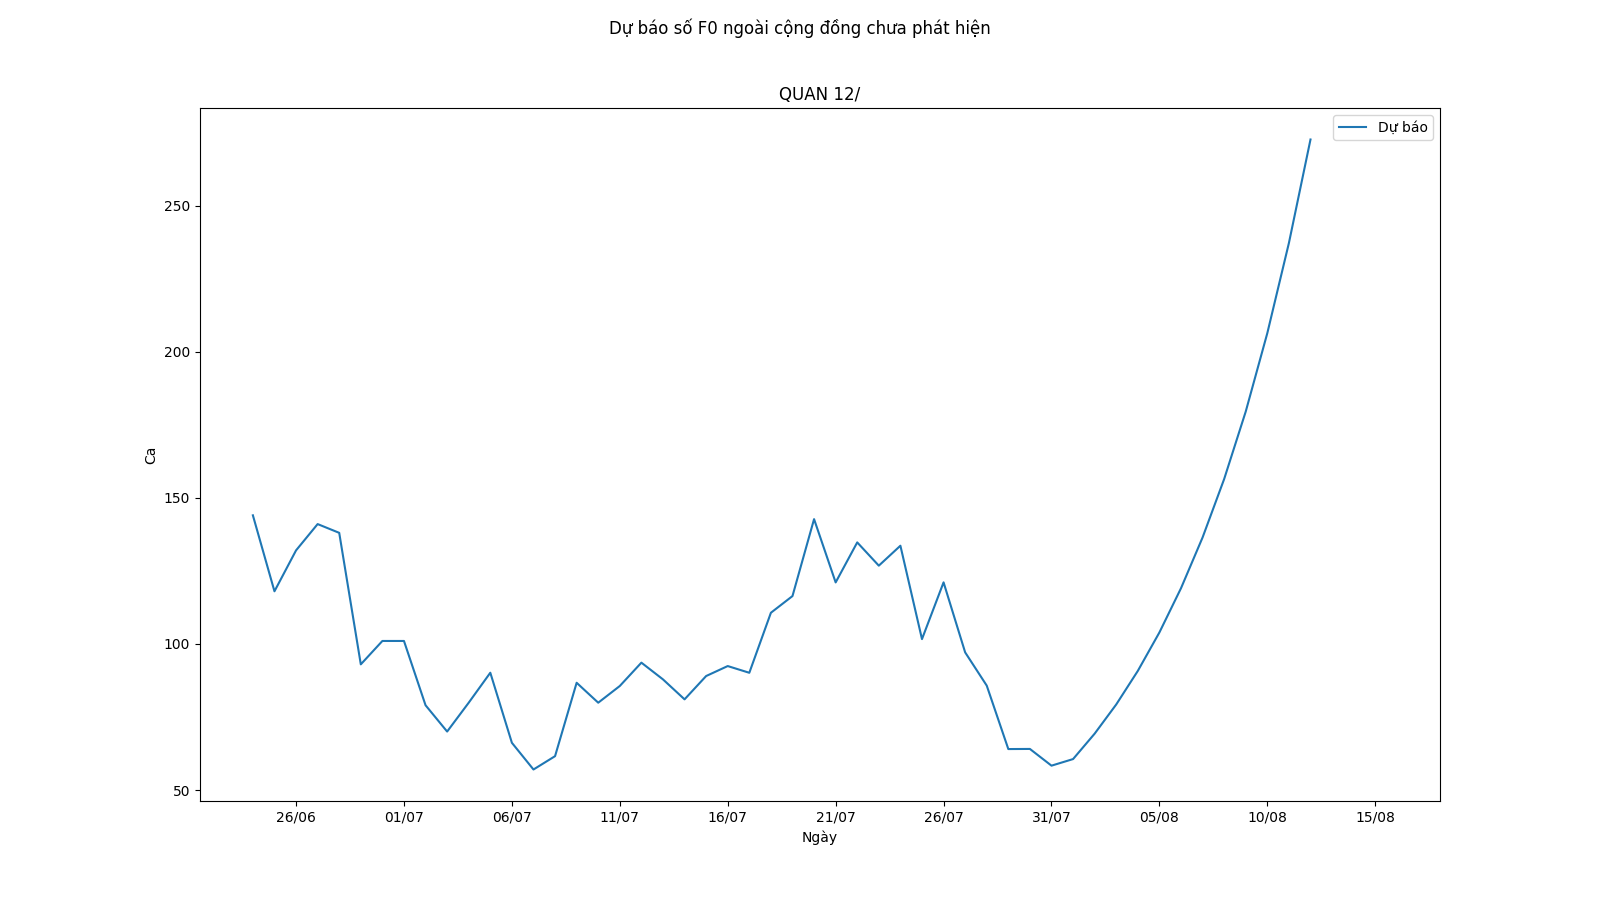 Dự báo số F0 ngoài cộng đồng chưa phát hiện
QUAN 12/
Dự báo
250
200
150
100
50
Ca
26/06 01/07 06/07 11/07 16/07 21/07 26/07 31/07 05/08 10/08 15/08
Ngày